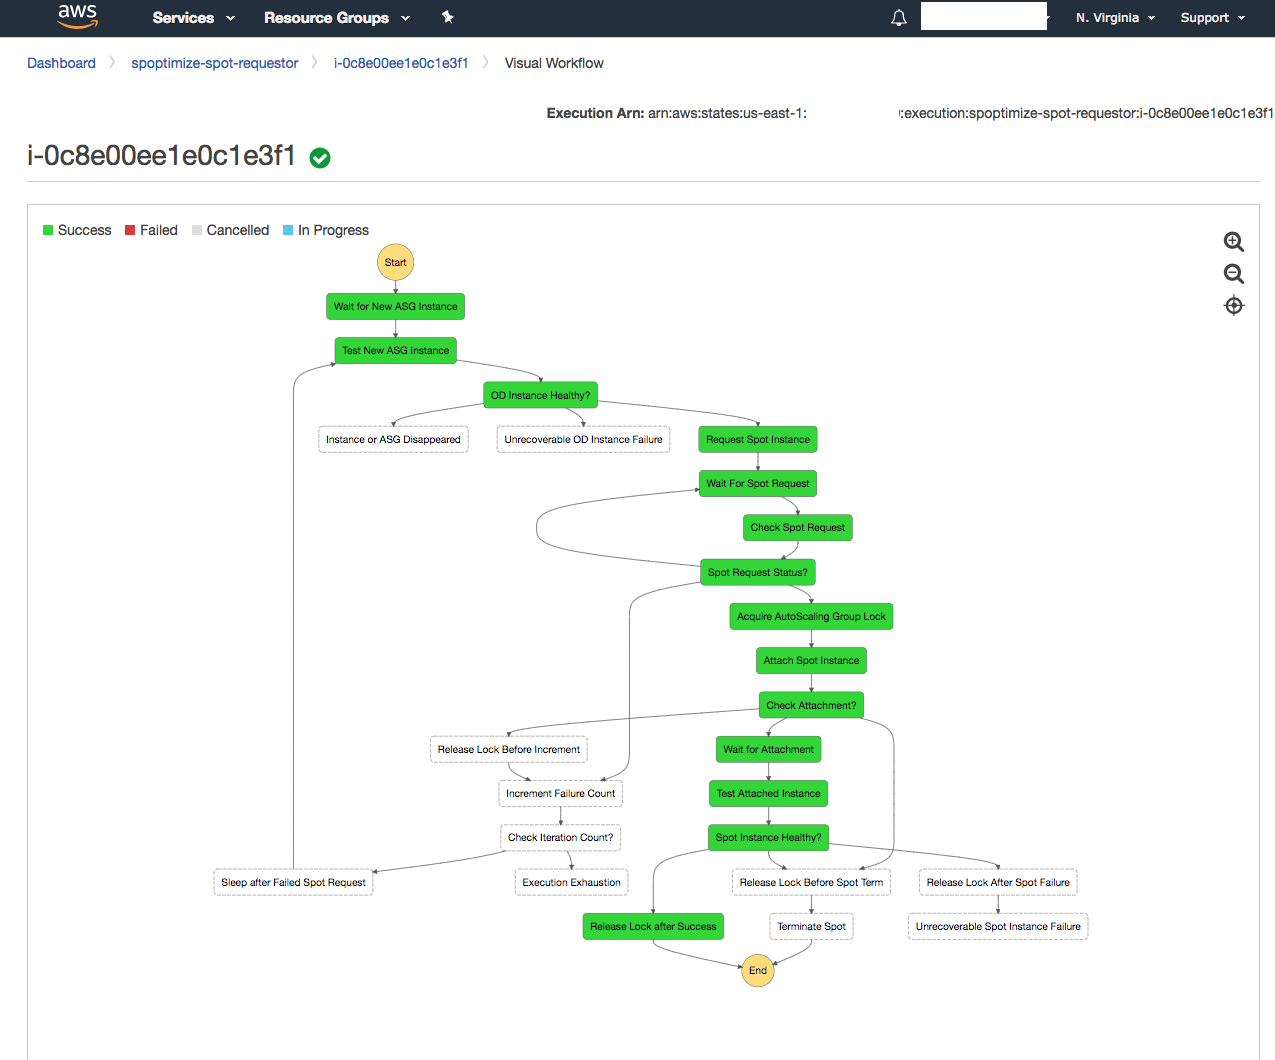 aws Services Resource Groups N. Virginia Support
Dashboard spoptimize-spot-requestor i-0c8e00ee1e0c1e3f1 Visual Workflow
Execution Arn: arn:aws:states:us-east-1: :execution:spoptimize-spot-requestor:i-0c8e00ee1e0c1e3f1
i-0c8e00ee1e0c1e3f1
Success Failed Cancelled In Progress
Start
Wait for New ASG Instance
Test New ASG Instance
OD Instance Healthy?
Instance or ASG Disappeared Unrecoverable OD Instance Failure Request Spot Instance
Wait For Spot Request
Check Spot Request
Spot Request Status?
Acquire AutoScaling Group Lock
Attach Spot Instance
Check Attachment?
Release Lock Before Increment Wait for Attachment
Increment Failure Count Test Attached Instance
Check Iteration Count? Spot Instance Healthy?
Sleep after Failed Spot Request Execution Exhaustion Release Lock Before Spot Term Release Lock After Spot Failure
Release Lock after Success Terminate Spot Unrecoverable Spot Instance Failure
End